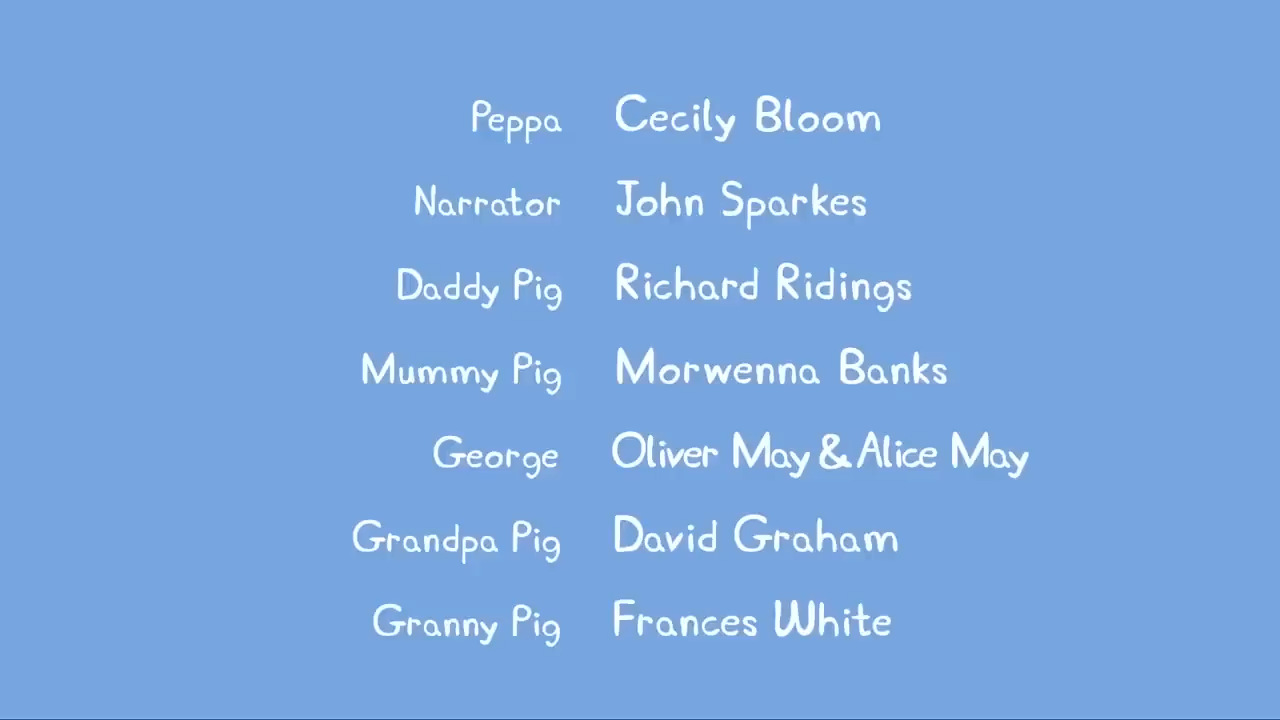 Peppa Cecily Bloom
Narrator John Sparkes
Daddy Pig Richard Ridings
Mummy Pig Morwenna Banks
George Oliver May & Alice May
Grandpa Pig David Graham
Granny Pig Frances White